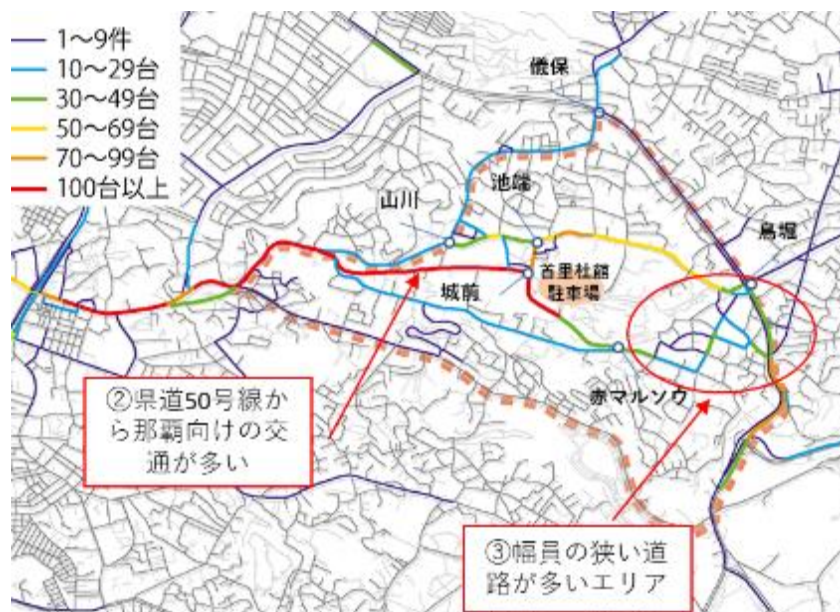 1〜9件
10〜29台
30〜49台
50〜69台
70〜99台
100台以上
儀保
山川
池端
鳥堀
首里杜館
駐車場
城前
赤マルソウ
②県道50号線か
ら那覇向けの交
通が多い
③幅員の狭い道
路が多いエリア